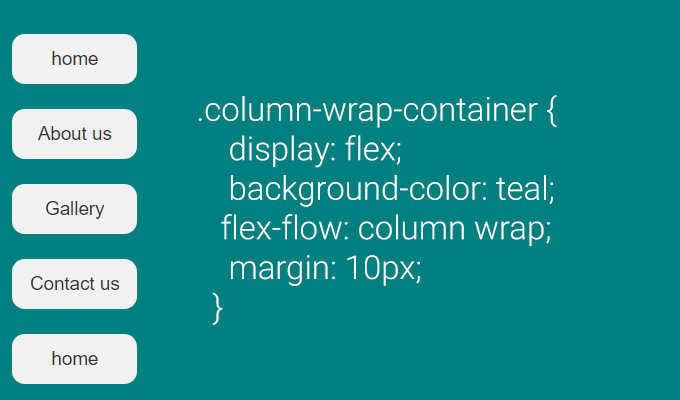 home
About us
Gallery
Contact us
home
.column-wrap-container {
display: flex;
background-color: teal;
flex-flow: column wrap;
margin: 10px;
}